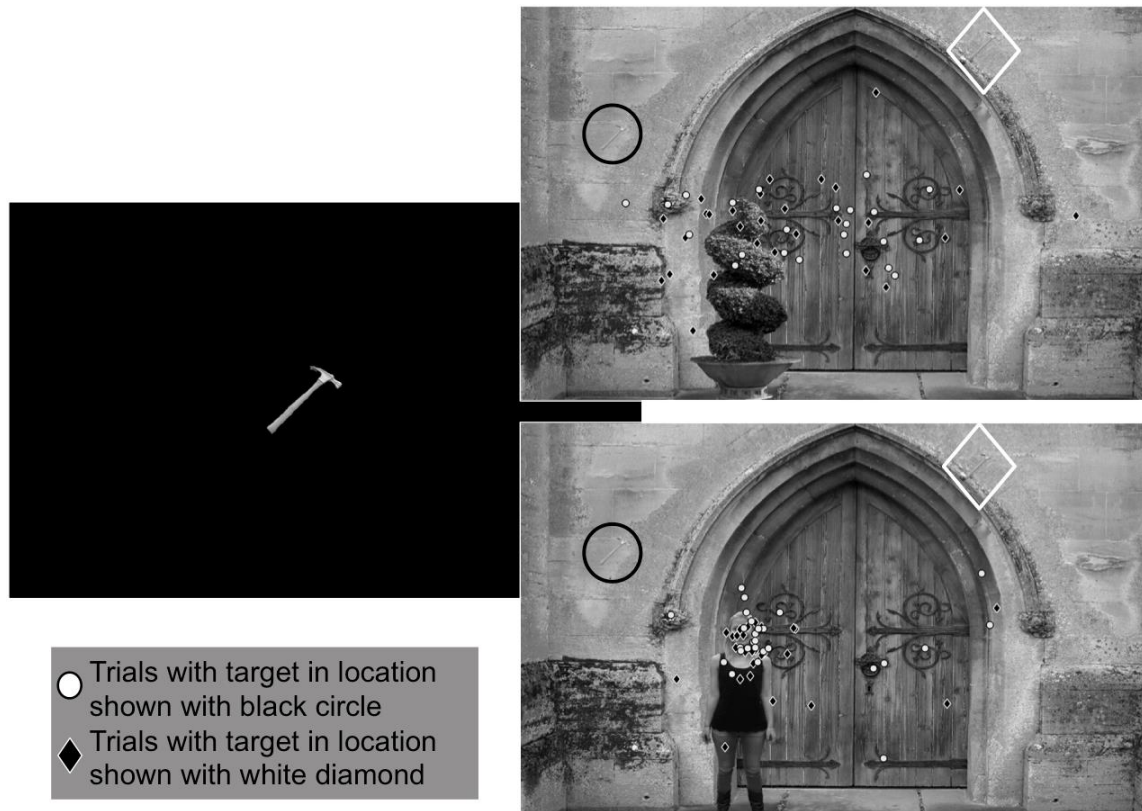 Trials with target in location
shown with black circle
Trials with target in location
shown with white diamond